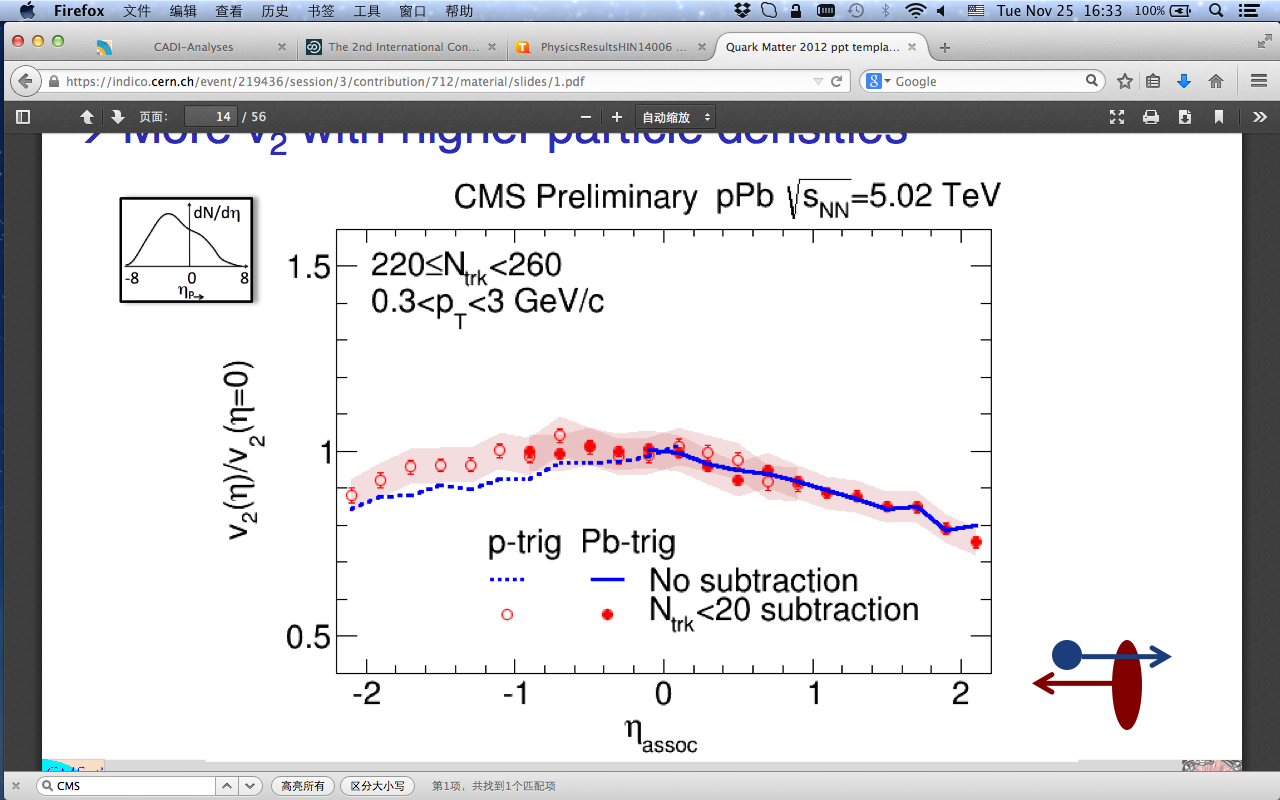 Firefox 文件 编辑 查看 历史 书签 工具 窗口 帮助 Tue Nov 25 16:33 100%
CADI-Analyses The 2nd International Con... PhysicsResultsHIN14006 ... Quark Matter 2012 ppt templa...
https://indico.cern.ch/event/219436/session/3/contribution/712/material/slides/1.pdf Google
页面: 14 / 56 自动缩放
More v2 with higher particle densities
CMS Preliminary pPb √sNN=5.02 TeV
dN/dη
-8 0 8
ηP→
1.5
1
0.5
220≤Ntrk<260
0.3<pT<3 GeV/c
v2(η)/v2(η=0)
p-trig Pb-trig
No subtraction
Ntrk<20 subtraction
-2 -1 0 1 2
ηassoc
CMS 高亮所有 区分大小写 第1项，共找到1个匹配项